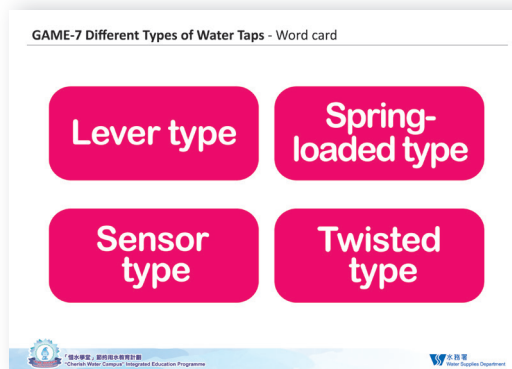 GAME-7 Different Types of Water Taps - Word card
Lever type
Spring-
loaded type
Sensor
type
Twisted
type
「惜水學堂」節約用水教育計劃
"Cherish Water Campus" Integrated Education Programme
水務署
Water Supplies Department